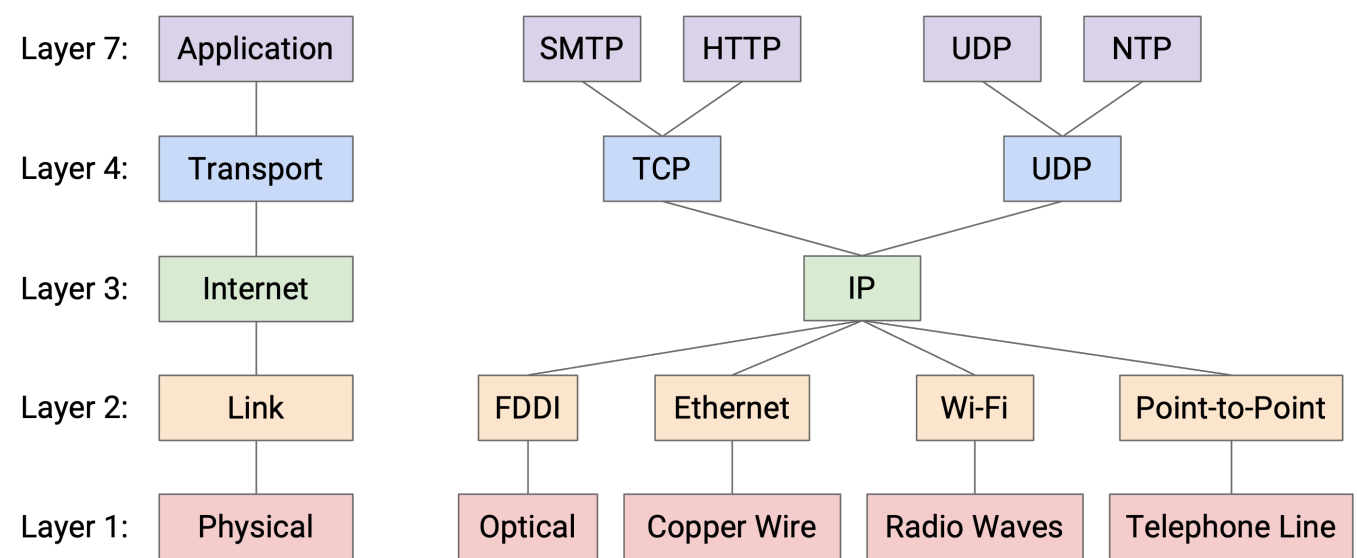 Layer 7: Application SMTP HTTP UDP NTP
Layer 4: Transport TCP UDP
Layer 3: Internet IP
Layer 2: Link FDDI Ethernet Wi-Fi Point-to-Point
Layer 1: Physical Optical Copper Wire Radio Waves Telephone Line